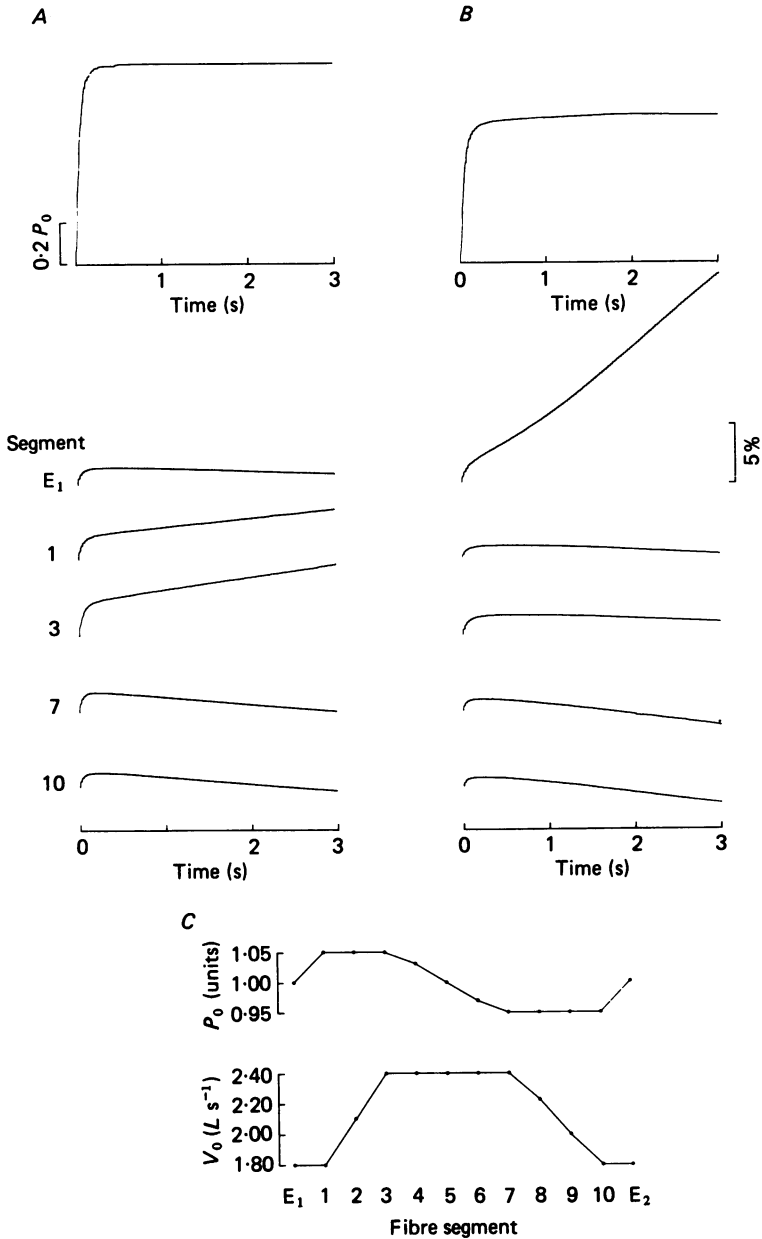 A
B
0·2 P₀
1 2 3
Time (s)
0 1 2 3
Time (s)
Segment
E₁
1
3
7
10
5%
0 1 2 3
Time (s)
0 1 2 3
Time (s)
C
P₀ (units)
1·05
1·00
0·95
V₀ (L s⁻¹)
2·40
2·20
2·00
1·80
E₁ 1 2 3 4 5 6 7 8 9 10 E₂
Fibre segment